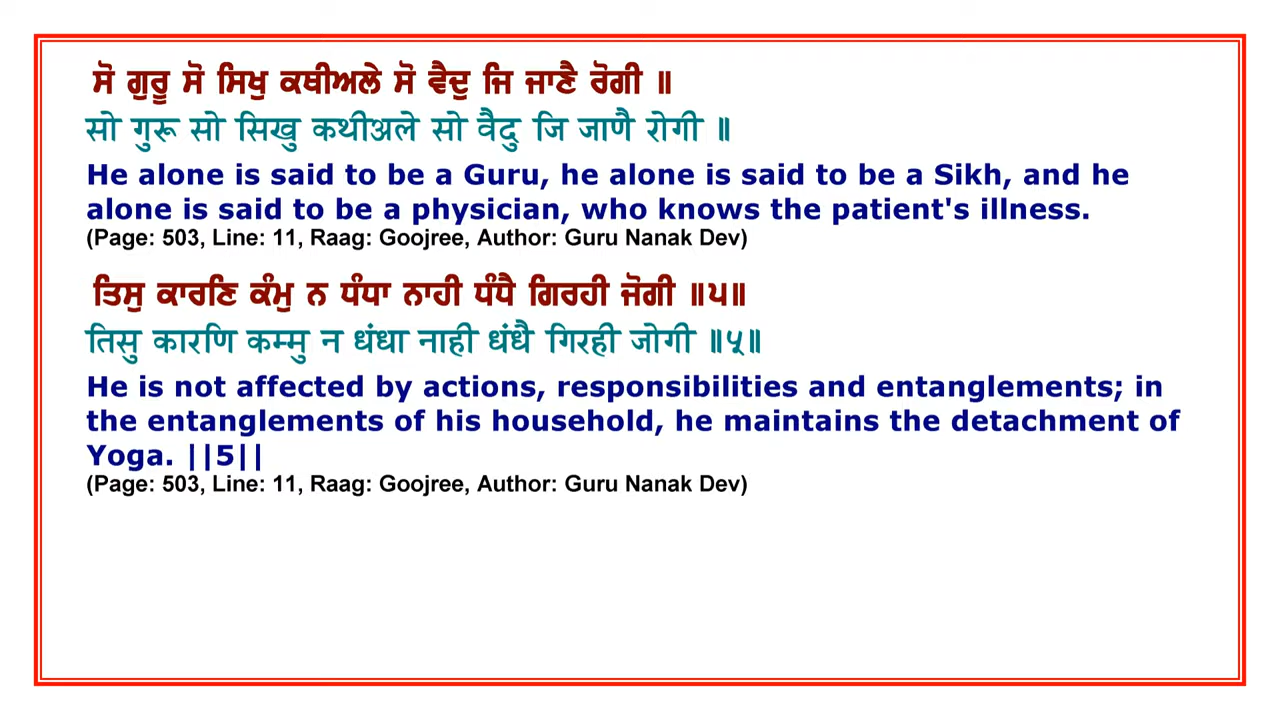 ਸੋ ਗੁਰੂ ਸੋ ਸਿਖੁ ਕਥੀਅਲੇ ਸੋ ਵੈਦੁ ਜਿ ਜਾਣੈ ਰੋਗੀ ॥
सो गुरू सो सिखु कथीअले सो वैदु जि जाणै रोगी ॥
He alone is said to be a Guru, he alone is said to be a Sikh, and he
alone is said to be a physician, who knows the patient's illness.
(Page: 503, Line: 11, Raag: Goojree, Author: Guru Nanak Dev)
ਤਿਸੁ ਕਾਰਣਿ ਕੰਮੁ ਨ ਧੰਧਾ ਨਾਹੀ ਧੰਧੈ ਗਿਰਹੀ ਜੋਗੀ ॥੫॥
तिसु कारणि कम्मु न धंधा नाही धंधै गिरही जोगी ॥५॥
He is not affected by actions, responsibilities and entanglements; in
the entanglements of his household, he maintains the detachment of
Yoga. ||5||
(Page: 503, Line: 11, Raag: Goojree, Author: Guru Nanak Dev)